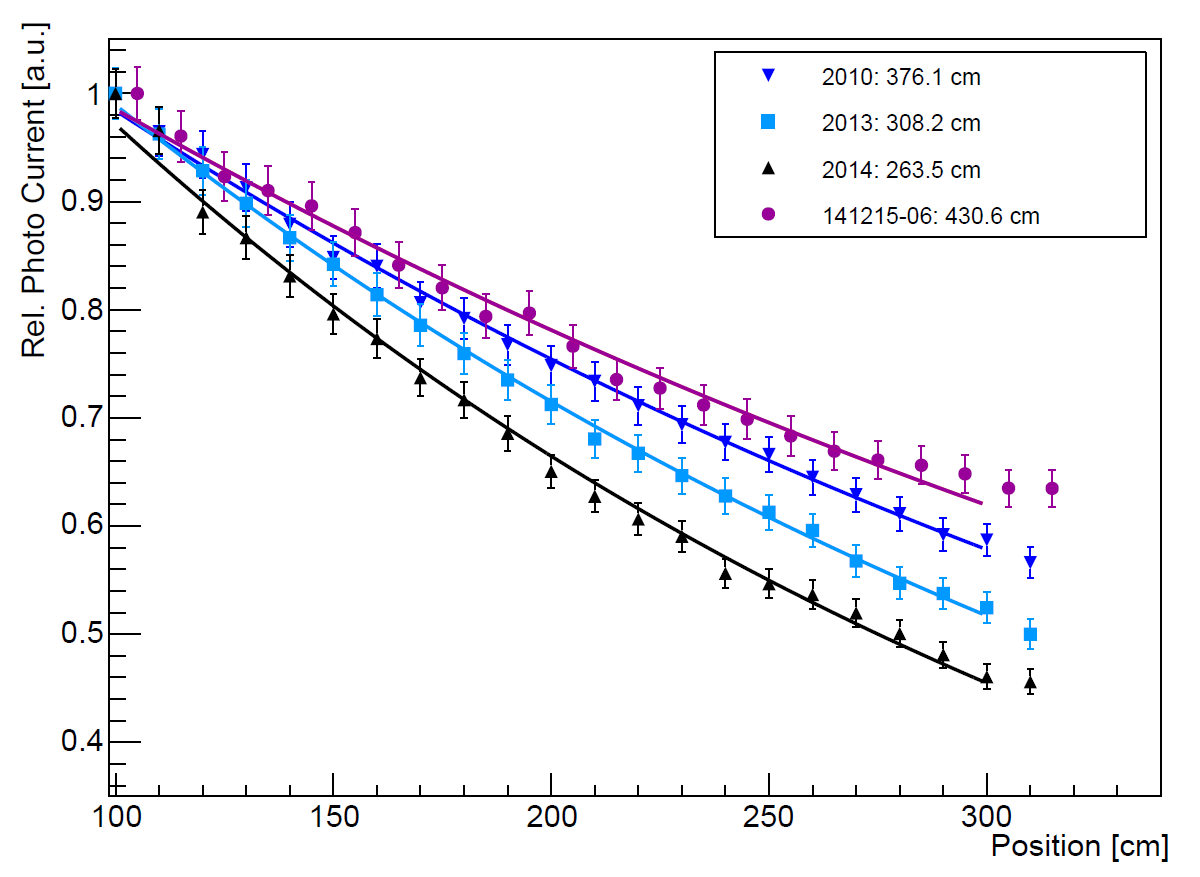 Rel. Photo Current [a.u.]
2010: 376.1 cm
2013: 308.2 cm
2014: 263.5 cm
141215-06: 430.6 cm
1
0.9
0.8
0.7
0.6
0.5
0.4
100 150 200 250 300
Position [cm]